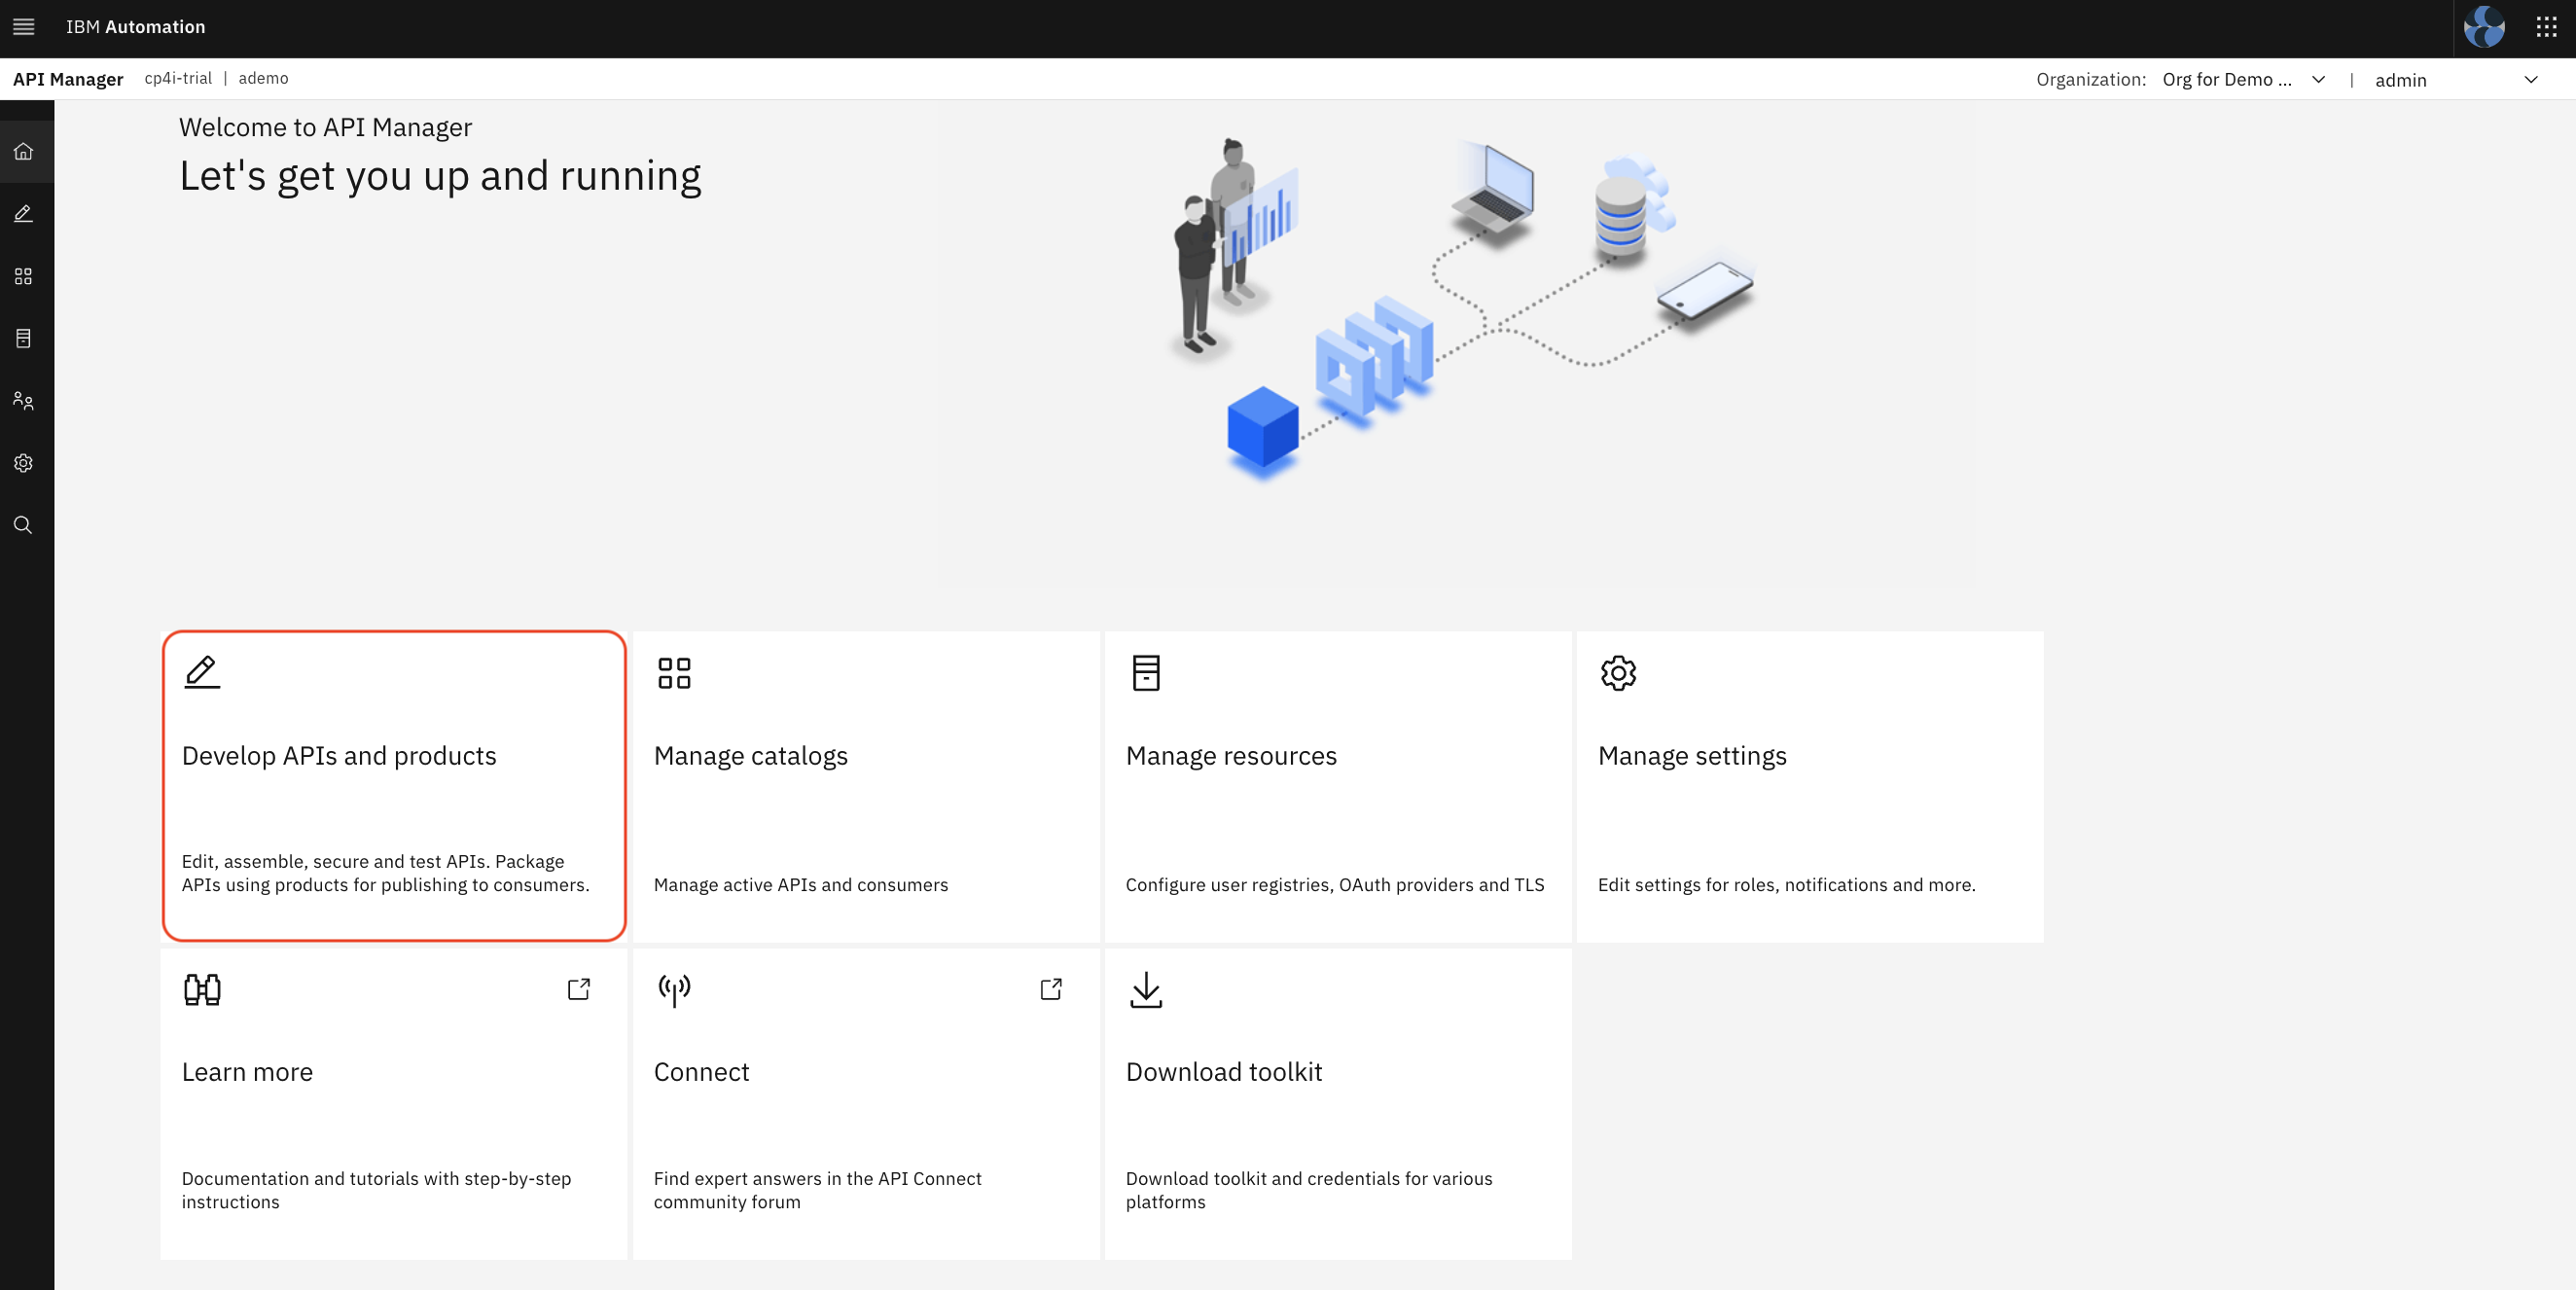 IBM Automation
API Manager cp4i-trial | ademo Organization: Org for Demo ... | admin
Welcome to API Manager
Let's get you up and running
Develop APIs and products
Edit, assemble, secure and test APIs. Package
APIs using products for publishing to consumers.
Manage catalogs
Manage active APIs and consumers
Manage resources
Configure user registries, OAuth providers and TLS
Manage settings
Edit settings for roles, notifications and more.
Learn more
Documentation and tutorials with step-by-step
instructions
Connect
Find expert answers in the API Connect
community forum
Download toolkit
Download toolkit and credentials for various
platforms